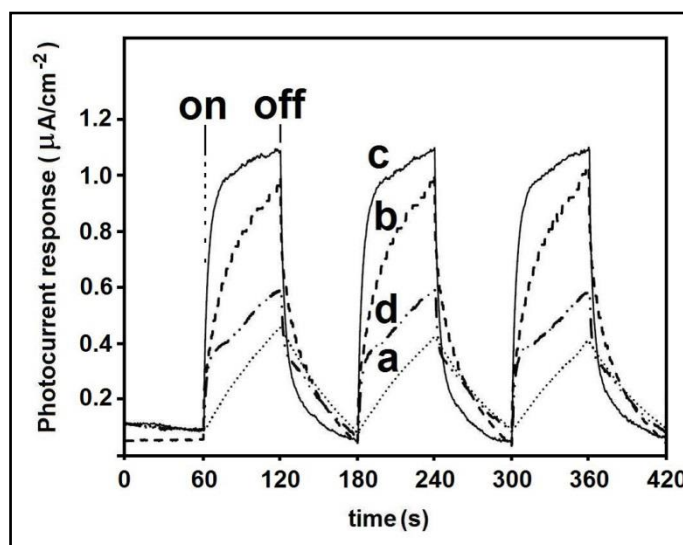 on off
1.2
1.0
0.8
0.6
0.4
0.2
c
b
d
a
0 60 120 180 240 300 360 420
time (s)
Photocurrent response ( μA/cm⁻²)